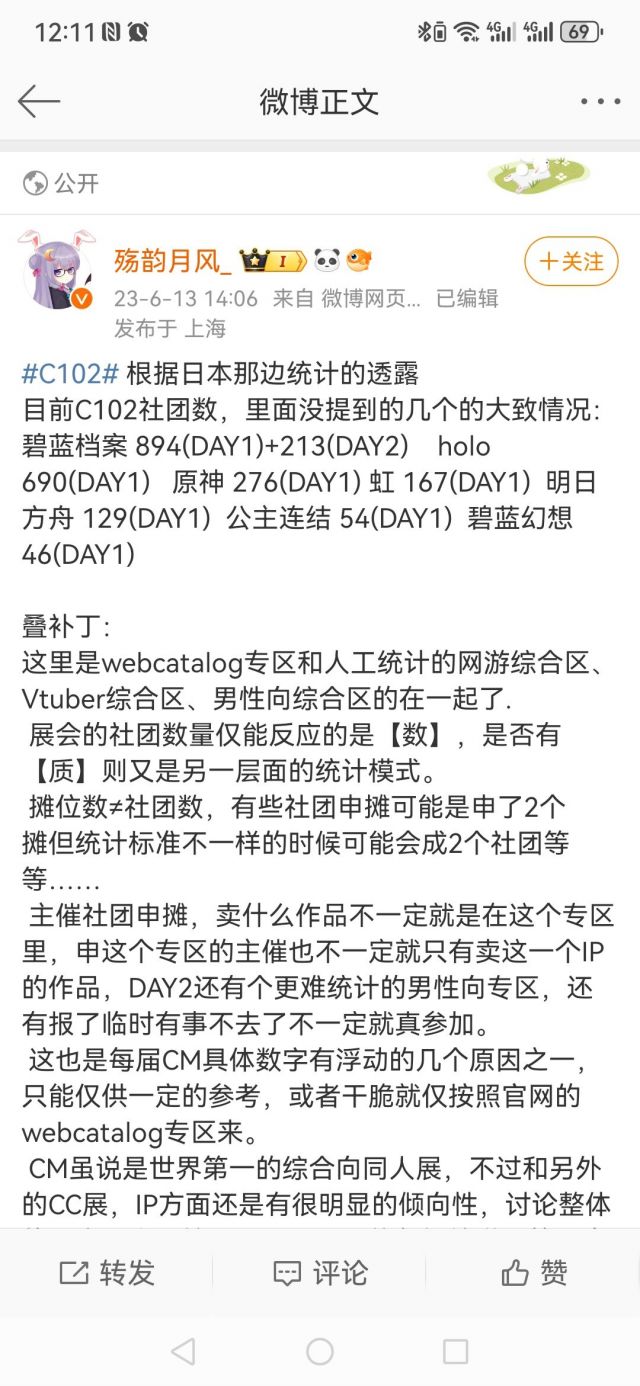 12:11 4G 4G 69
微博正文
公开
殇韵月风_ I
+关注
23-6-13 14:06 来自 微博网页... 已编辑
发布于 上海
#C102# 根据日本那边统计的透露
目前C102社团数，里面没提到的几个的大致情况：
碧蓝档案 894(DAY1)+213(DAY2) holo
690(DAY1) 原神 276(DAY1) 虹 167(DAY1) 明日
方舟 129(DAY1) 公主连结 54(DAY1) 碧蓝幻想
46(DAY1)
叠补丁：
这里是webcatalog专区和人工统计的网游综合区、
Vtuber综合区、男性向综合区的在一起了.
展会的社团数量仅能反应的是【数】，是否有
【质】则又是另一层面的统计模式。
摊位数≠社团数，有些社团申摊可能是申了2个
摊但统计标准不一样的时候可能会成2个社团等
等……
主催社团申摊，卖什么作品不一定就是在这个专区
里，申这个专区的主催也不一定就只有卖这一个IP
的作品，DAY2还有个更难统计的男性向专区，还
有报了临时有事不去了不一定就真参加。
这也是每届CM具体数字有浮动的几个原因之一，
只能仅供一定的参考，或者干脆就仅按照官网的
webcatalog专区来。
CM虽说是世界第一的综合向同人展，不过和另外
的CC展，IP方面还是有很明显的倾向性，讨论整体
转发
评论
赞